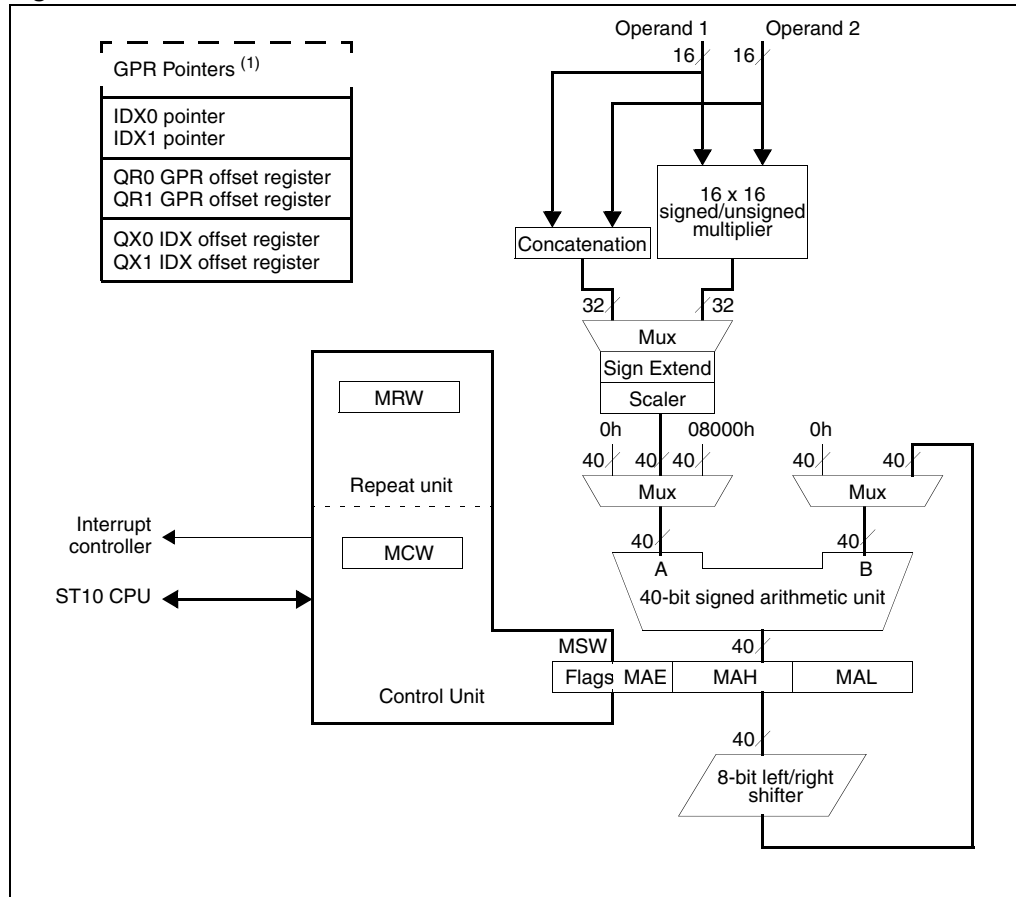 Operand 1
Operand 2
16
16
GPR Pointers (1)
IDX0 pointer
IDX1 pointer
QR0 GPR offset register
QR1 GPR offset register
QX0 IDX offset register
QX1 IDX offset register
16 x 16
signed/unsigned
multiplier
Concatenation
32
32
Mux
Sign Extend
Scaler
MRW
0h
08000h
0h
40
40
40
40
40
Mux
Mux
Repeat unit
Interrupt
controller
MCW
40
40
A
B
40-bit signed arithmetic unit
ST10 CPU
MSW
40
Flags
MAE
MAH
MAL
Control Unit
40
8-bit left/right
shifter